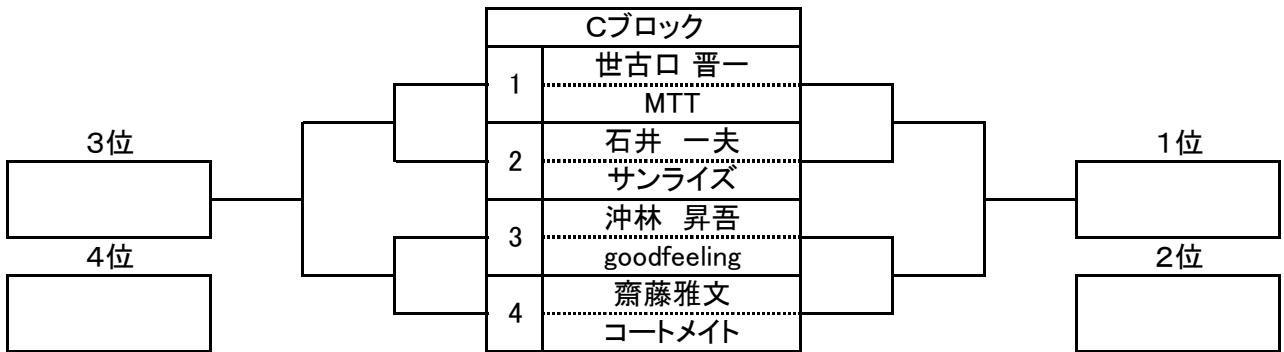 Cブロック
1
世古口 晋一
MTT
3位
1位
2
石井 一夫
サンライズ
3
沖林 昇吾
goodfeeling
4位
2位
4
齋藤雅文
コートメイト